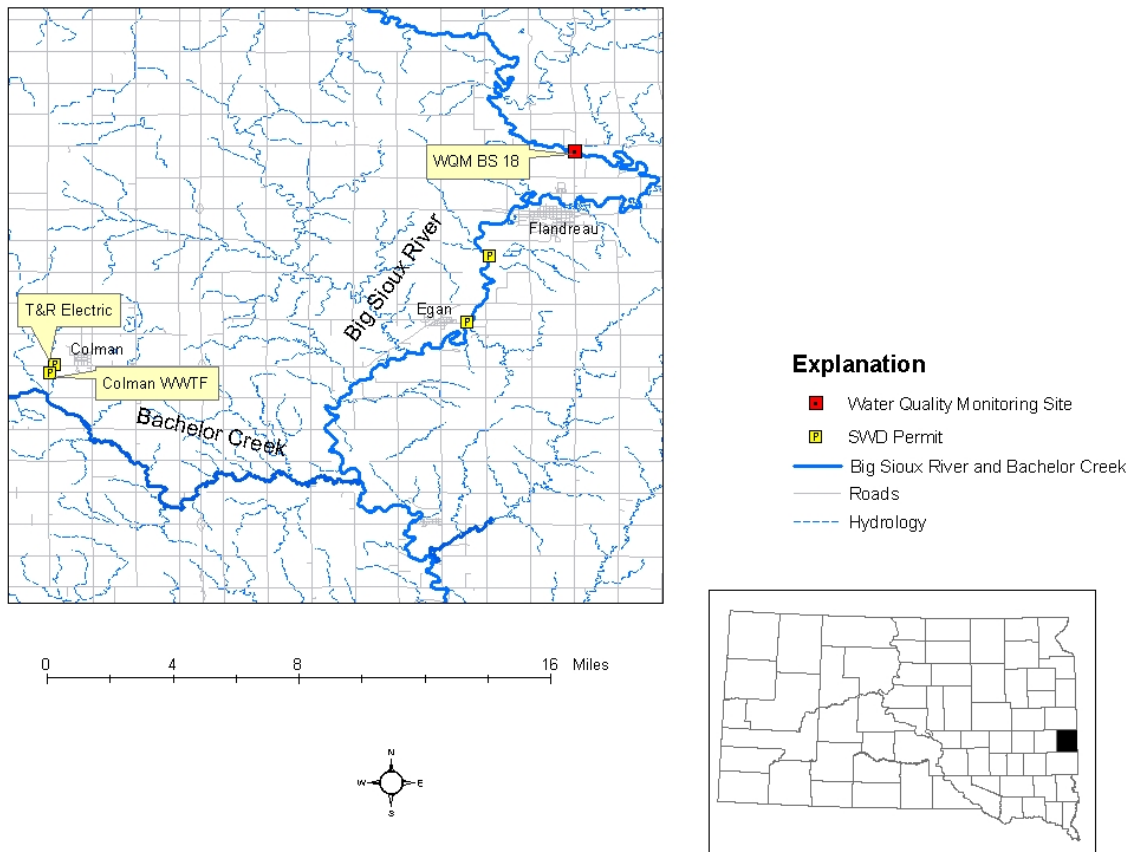 WQM BS 18
Flandreau
Big Sioux River
Egan
T&R Electric
Colman
P
P
P
P
Colman WWTF
Bachelor Creek
Explanation
Water Quality Monitoring Site
P SWD Permit
Big Sioux River and Bachelor Creek
Roads
Hydrology
0 4 8 16 Miles
N
W E
S